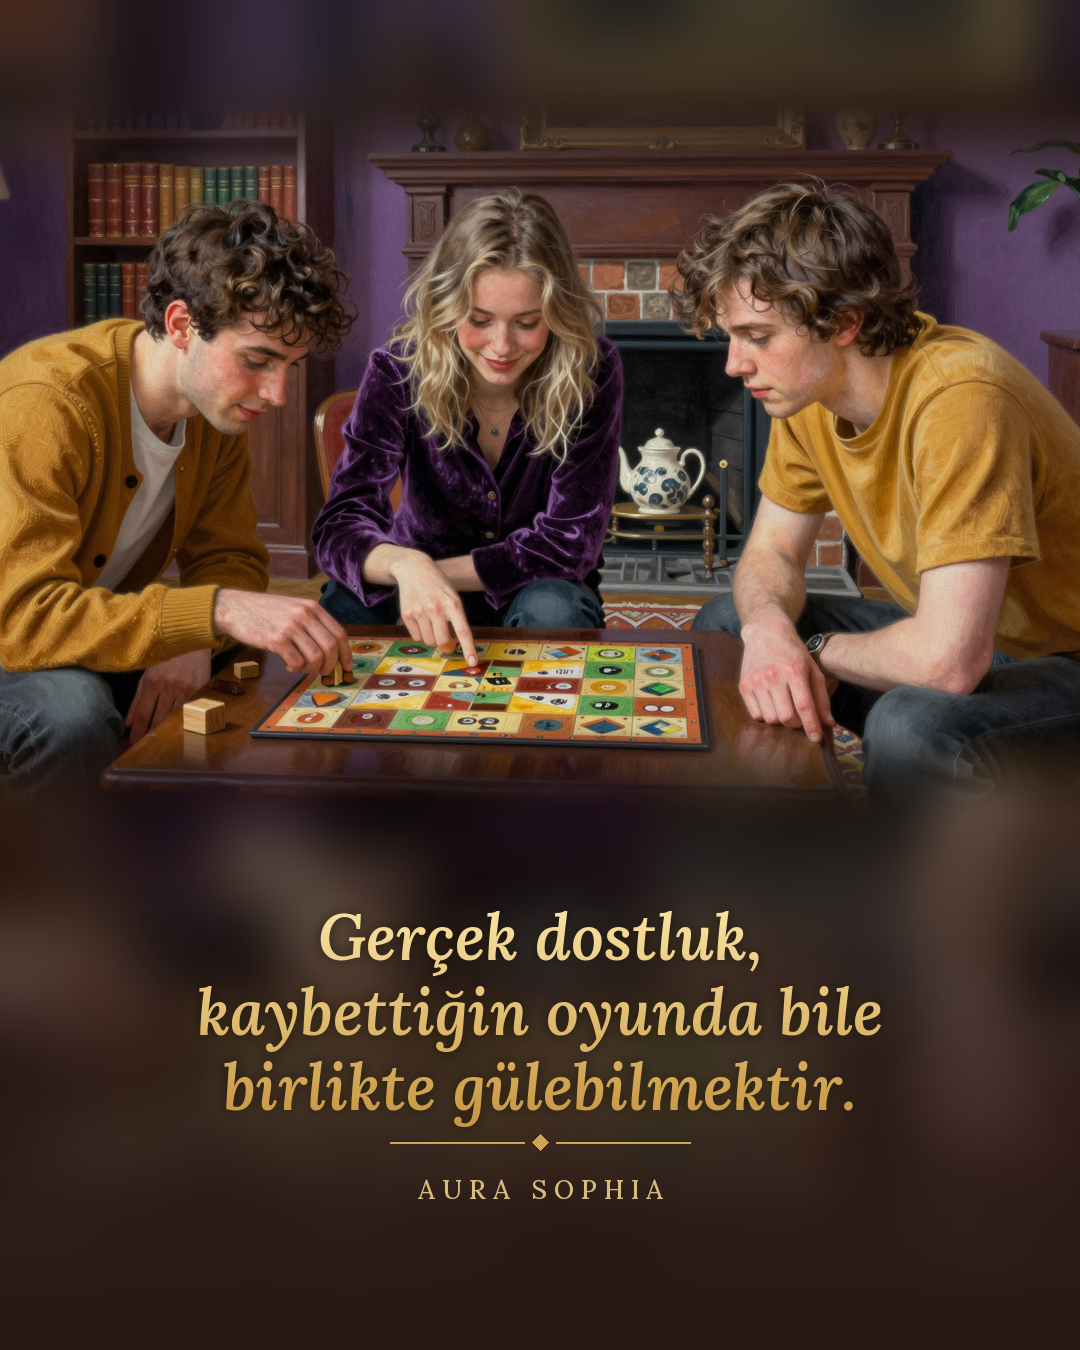 Gerçek dostluk,
kaybettiğin oyunda bile
birlikte gülebilmektir.
AURA SOPHIA